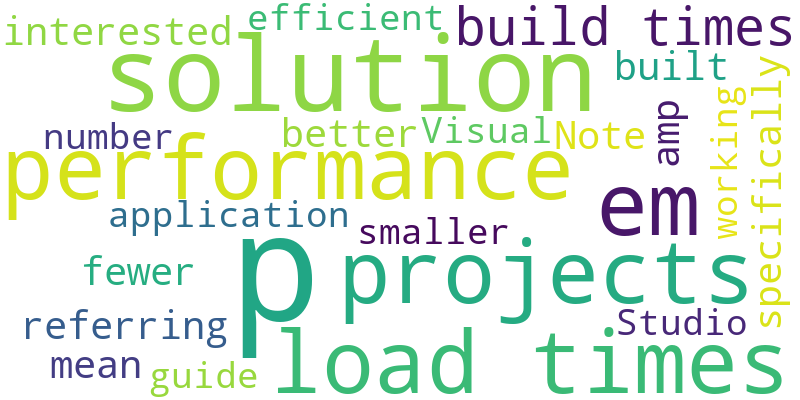 interested
efficient
build times
solution
built
number
better
Visual
Note
amp
working
specifically
performance
em
application
smaller
p
projects
fewer
referring
Studio
mean
guide
load times